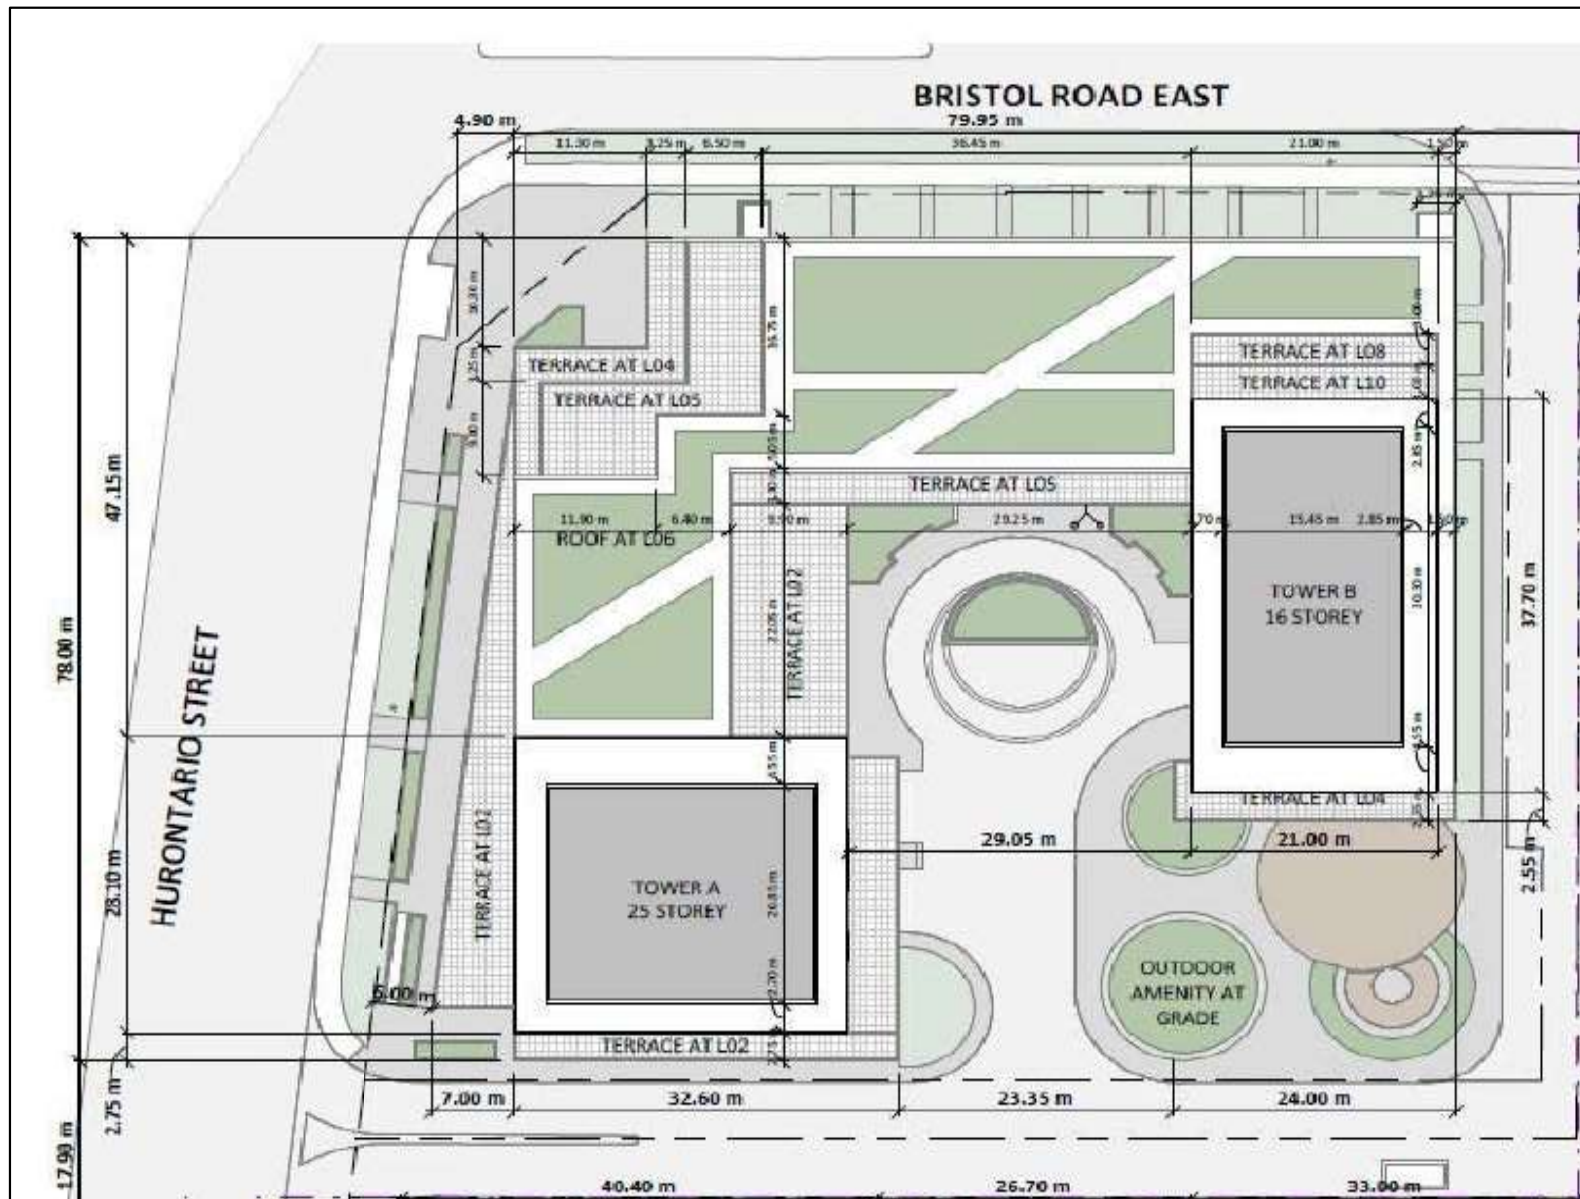 BRISTOL ROAD EAST
4.90 m
79.95 m
11.30 m
3.25 m
6.50 m
36.45 m
21.00 m
TERRACE AT L04
TERRACE AT L05
TERRACE AT L08
TERRACE AT L10
TERRACE AT L05
47.15 m
11.90 m
6.80 m
29.25 m
15.45 m
2.85 m
ROOF AT L06
TERRACE AT L02
22.05 m
TOWER B
16 STOREY
37.70 m
78.00 m
HURONTARIO STREET
TERRACE AT L04
29.05 m
21.00 m
2.55 m
28.10 m
TERRACE AT L02
TOWER A
25 STOREY
20.85 m
OUTDOOR
AMENITY AT
GRADE
TERRACE AT L02
2.75 m
7.00 m
32.60 m
23.35 m
24.00 m
17.90 m
40.40 m
26.70 m
33.00 m